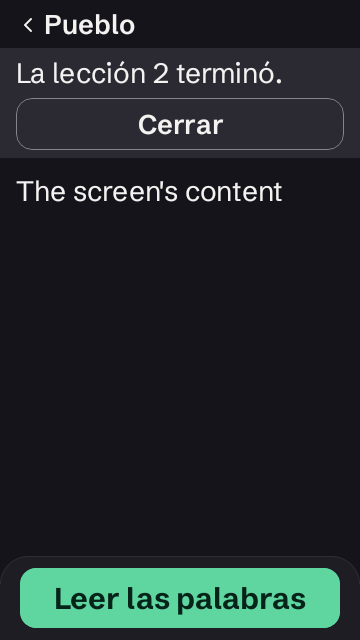 Pueblo
La lección 2 terminó.
Cerrar
The screen's content
Leer las palabras